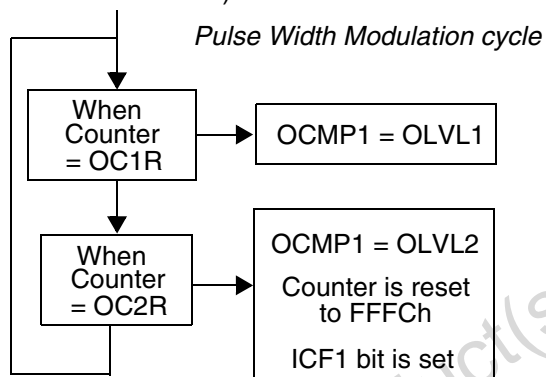 Pulse Width Modulation cycle
When
Counter
= OC1R
OCMP1 = OLVL1
When
Counter
= OC2R
OCMP1 = OLVL2
Counter is reset
to FFFCh
ICF1 bit is set